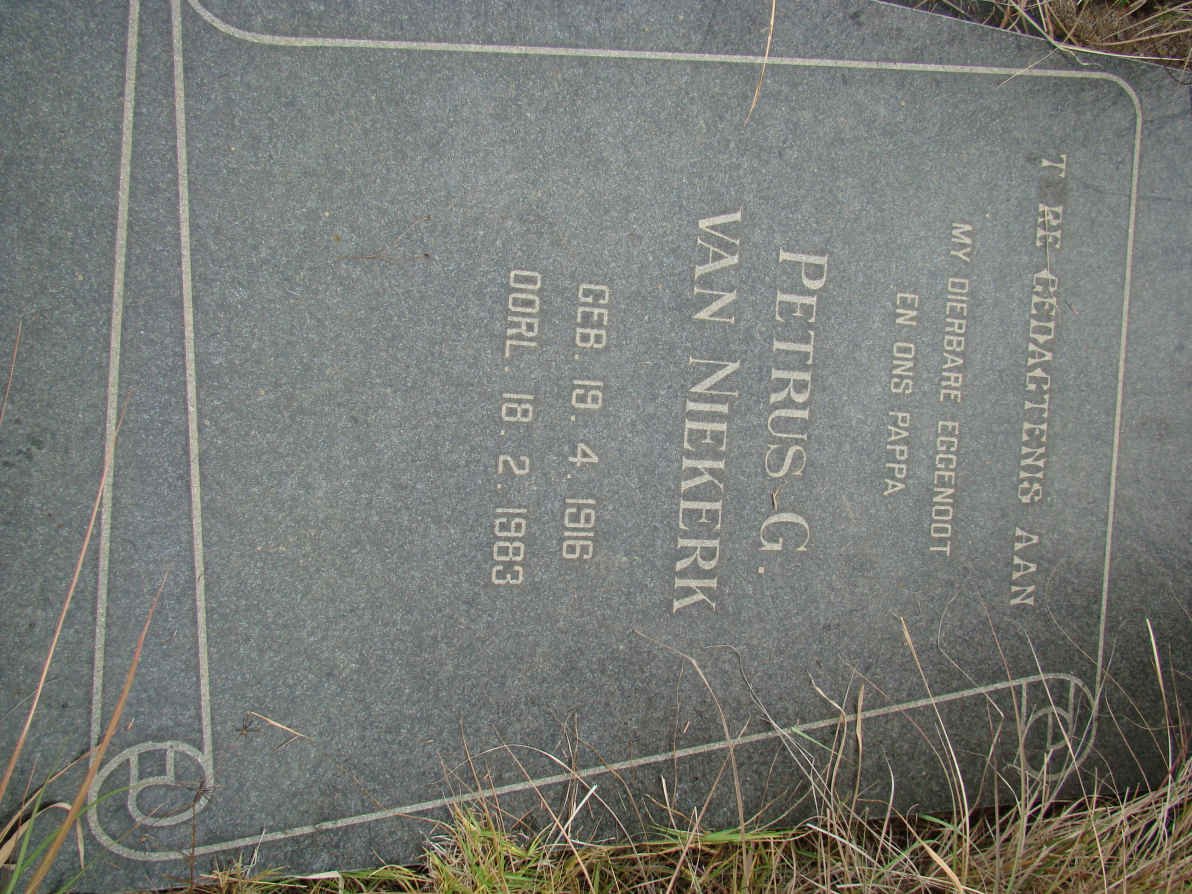 TER GEDAGTENIS AAN
MY DIERBARE EGGENOOT
EN ONS PAPPA
PETRUS G.
VAN NIEKERK
GEB. 19. 4. 1916
OORL. 18. 2. 1983